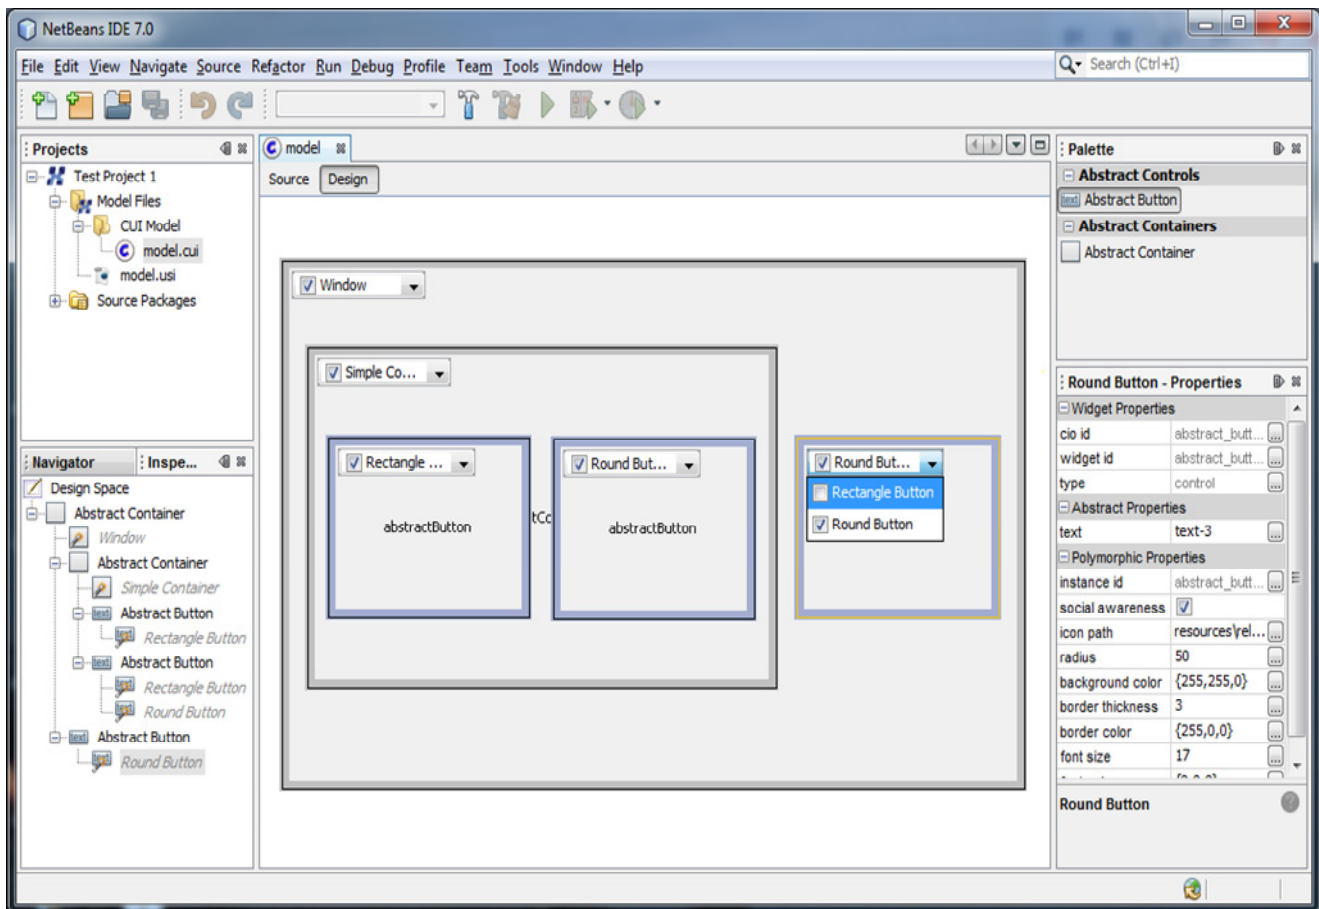 NetBeans IDE 7.0
File Edit View Navigate Source Refactor Run Debug Profile Team Tools Window Help
Search (Ctrl+I)
Projects
Test Project 1
Model Files
CUI Model
model.cui
model.usi
Source Packages
Navigator Inspe...
Design Space
Abstract Container
Window
Abstract Container
Simple Container
Abstract Button
Rectangle Button
Abstract Button
Rectangle Button
Round Button
Abstract Button
Round Button
model
Source Design
Window
Simple Co...
Rectangle ...
abstractButton
tCo
Round But...
abstractButton
Round But...
Rectangle Button
Round Button
Palette
Abstract Controls
text Abstract Button
Abstract Containers
Abstract Container
Round Button - Properties
Widget Properties
cio id abstract_butt... ...
widget id abstract_butt... ...
type control ...
Abstract Properties
text text-3 ...
Polymorphic Properties
instance id abstract_butt... ...
social awareness
icon path resources\rel... ...
radius 50 ...
background color {255,255,0} ...
border thickness 3 ...
border color {255,0,0} ...
font size 17 ...
Round Button